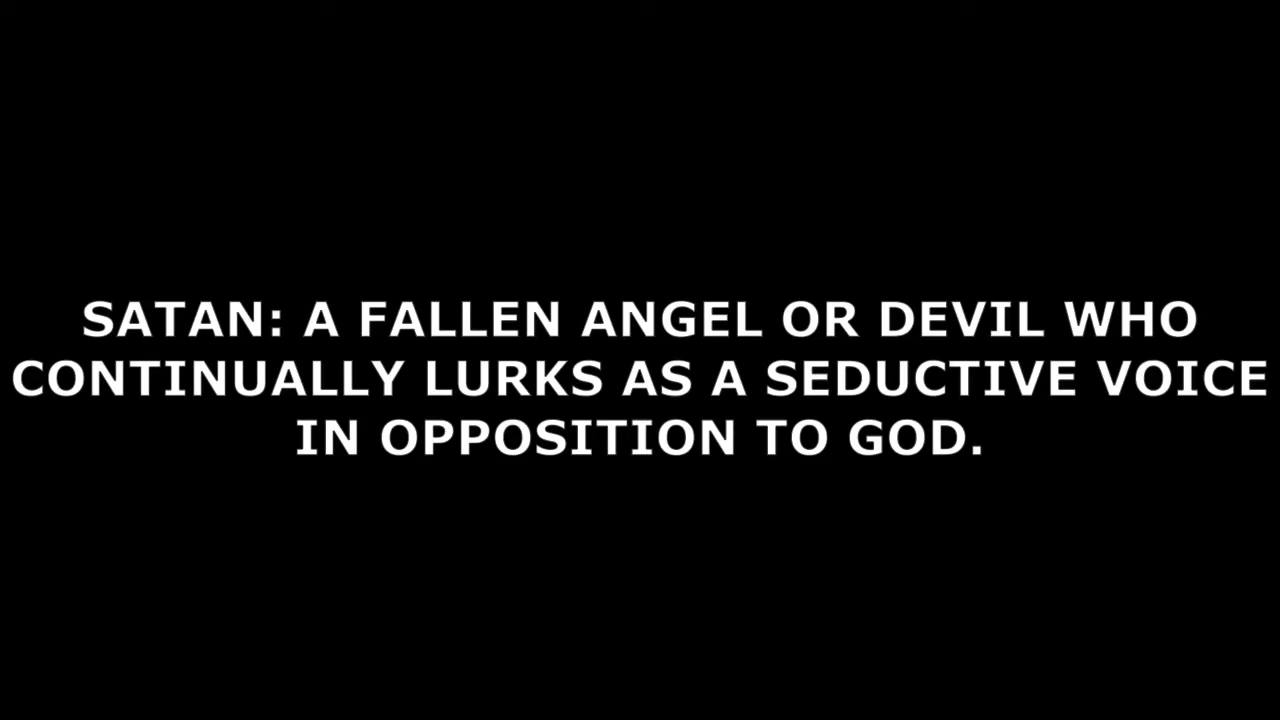 SATAN: A FALLEN ANGEL OR DEVIL WHO
CONTINUALLY LURKS AS A SEDUCTIVE VOICE
IN OPPOSITION TO GOD.